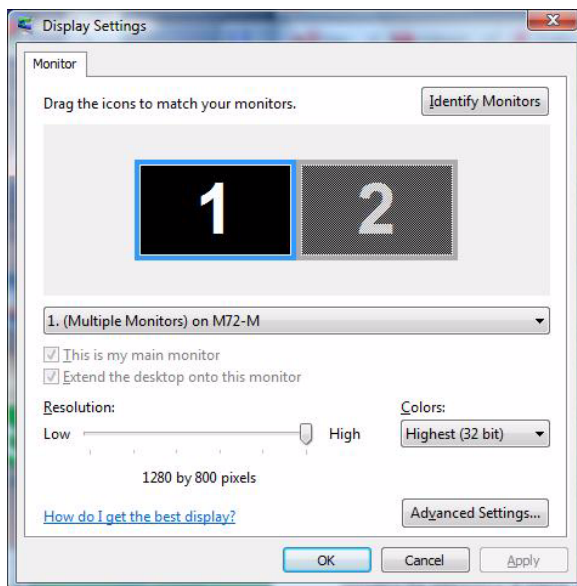 Display Settings
Monitor
Drag the icons to match your monitors.
Identify Monitors
1 2
1. (Multiple Monitors) on M72-M
This is my main monitor
Extend the desktop onto this monitor
Resolution: Colors:
Low High Highest (32 bit)
1280 by 800 pixels
How do I get the best display? Advanced Settings...
OK Cancel Apply